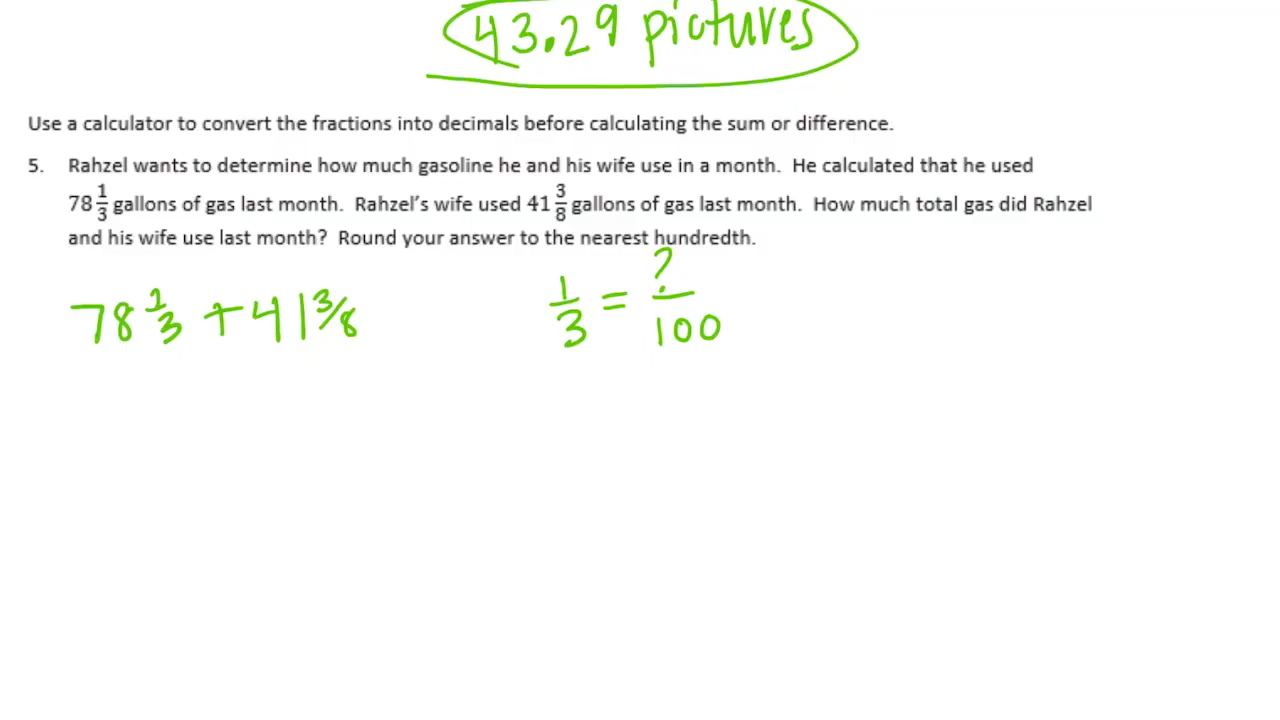 43.29 pictures
Use a calculator to convert the fractions into decimals before calculating the sum or difference.
5. Rahzel wants to determine how much gasoline he and his wife use in a month. He calculated that he used
78 1/3 gallons of gas last month. Rahzel's wife used 41 3/8 gallons of gas last month. How much total gas did Rahzel
and his wife use last month? Round your answer to the nearest hundredth.
78 1/3 + 41 3/8 1/3 = ?/100